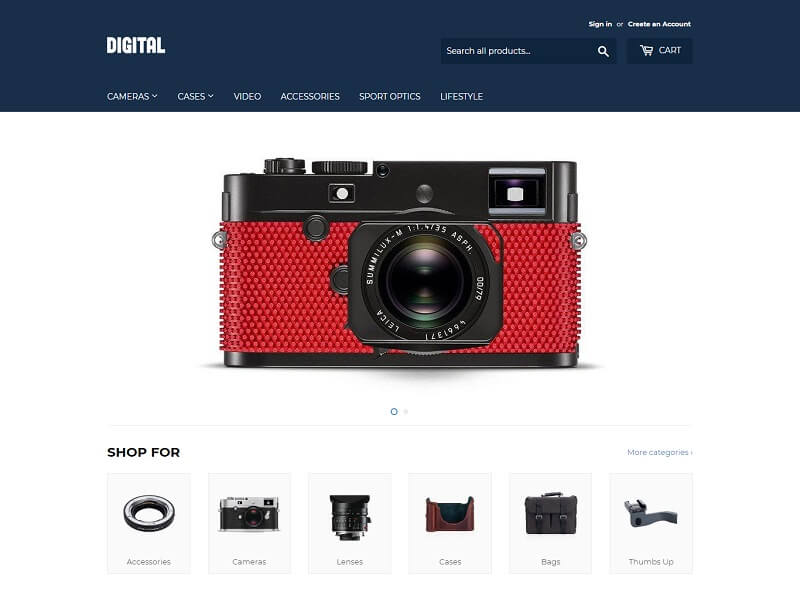 Sign in or Create an Account
DIGITAL
Search all products...
CART
CAMERAS CASES VIDEO ACCESSORIES SPORT OPTICS LIFESTYLE
SUMMILUX-M 1:1.4/35 ASPH. 00/79
LEICA 4661371
SHOP FOR
More categories ›
Accessories Cameras Lenses Cases Bags Thumbs Up